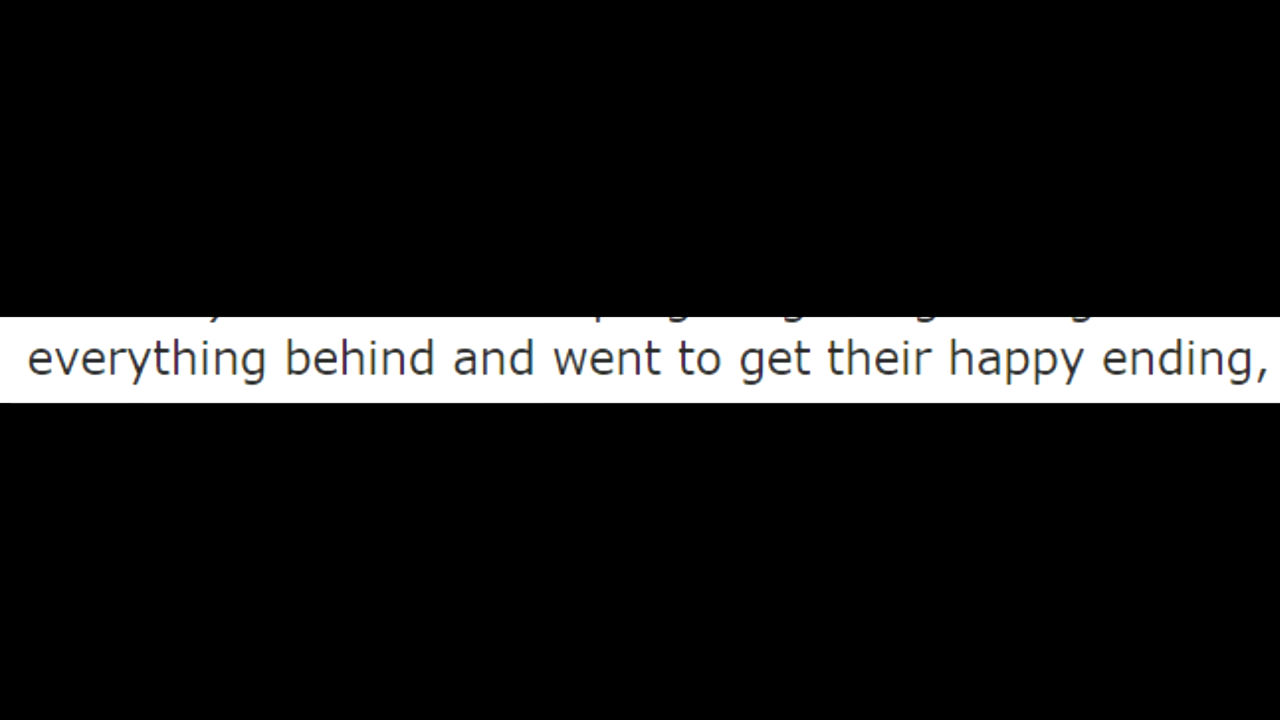 everything behind and went to get their happy ending,